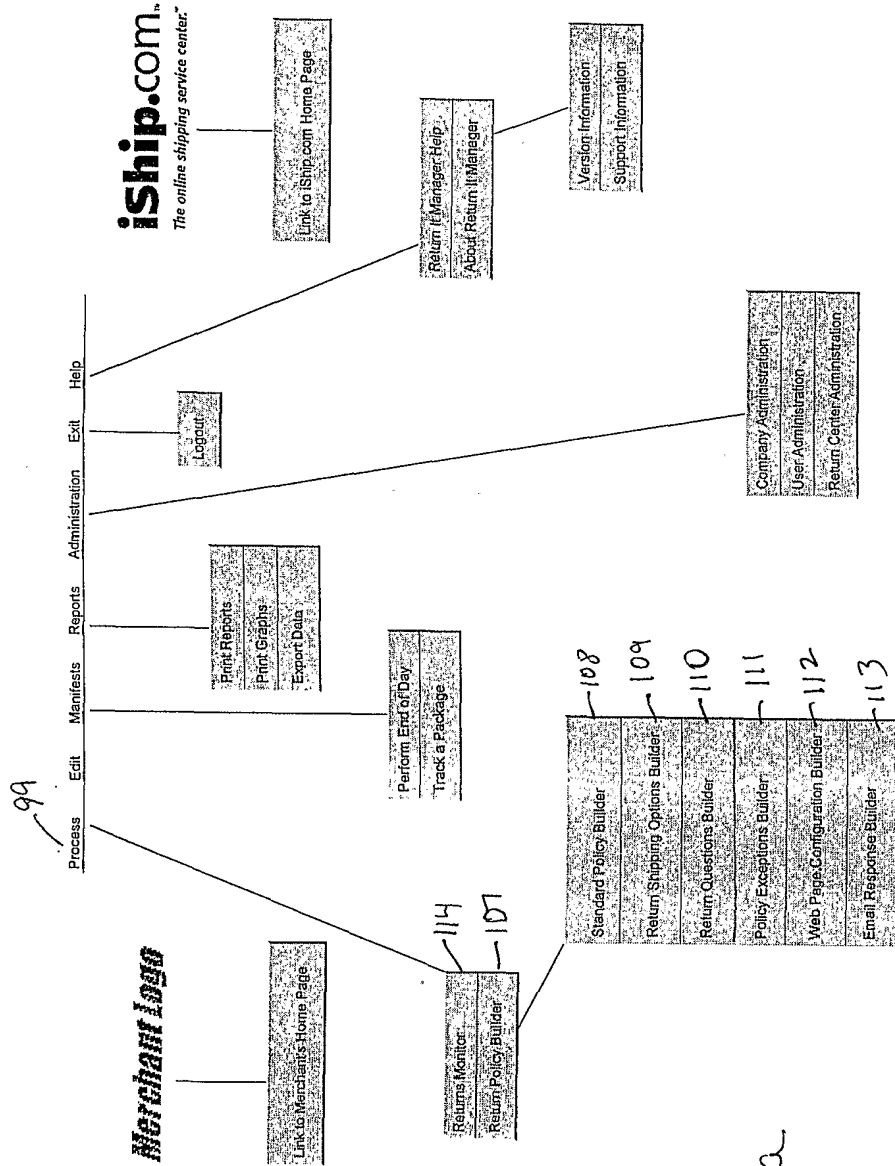 Merchant Logo
Link to Merchant's Home Page
iship.com™
The online shipping service center.™
Link to iShip.com Home Page
99
Process Edit Manifests Reports Administration Exit Help
Logout
Print Reports
Print Graphs
Export Data
Return It Manager Help
About Return It Manager
Perform End of Day
Track a Package
Version Information
Support Information
Returns Monitor
114
Return Policy Builder
107
Standard Policy Builder
108
Return Shipping Options Builder
109
Return Questions Builder
110
Policy Exceptions Builder
111
Web Page Configuration Builder
112
Email Response Builder
113
Company Administration
User Administration
Return Center Administration